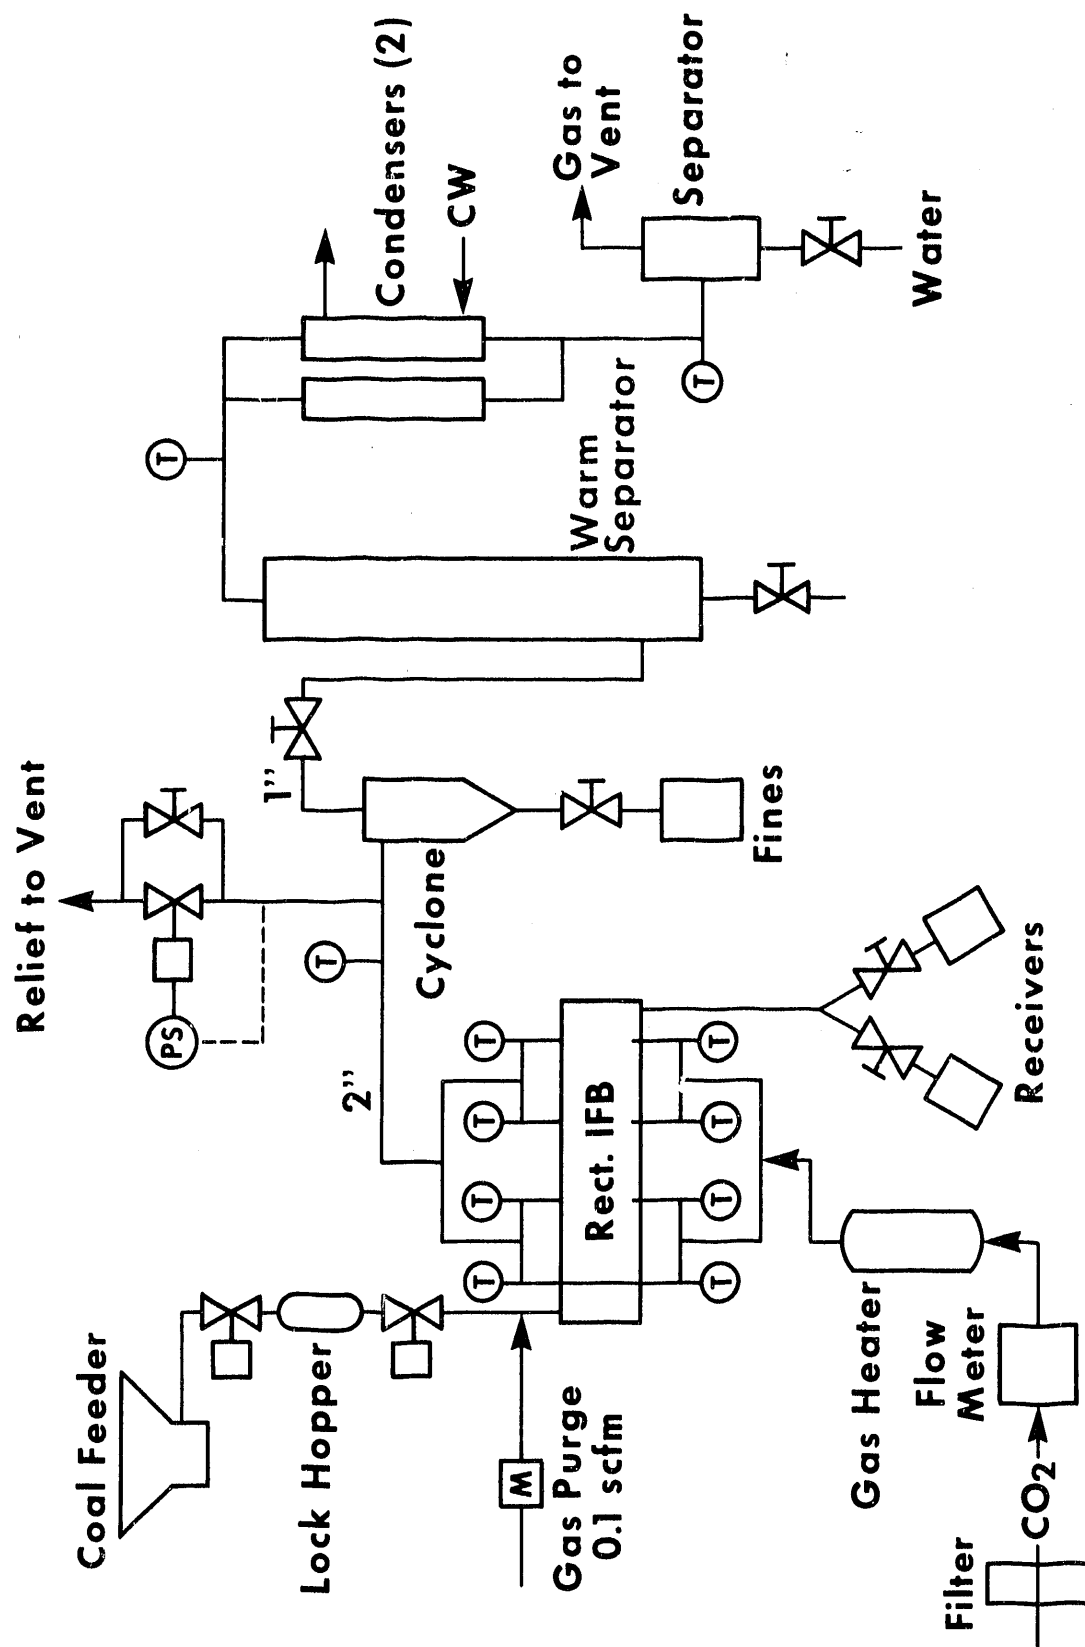 Relief to Vent
Coal Feeder
PS
T
T
Condensers (2)
CW
Gas to
Vent
Separator
T
Water
Warm
Separator
1”
Cyclone
Fines
2”
Lock Hopper
M
Gas Purge
0.1 scfm
T
T
T
T
Rect. IFB
T
T
T
T
Receivers
Gas Heater
Flow
Meter
CO2
Filter